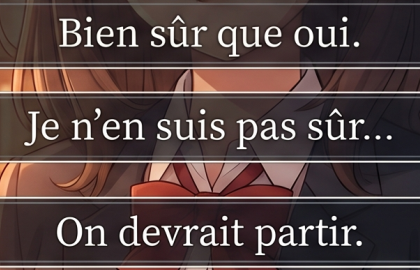 Bien sûr que oui.
Je n’en suis pas sûr…
On devrait partir.